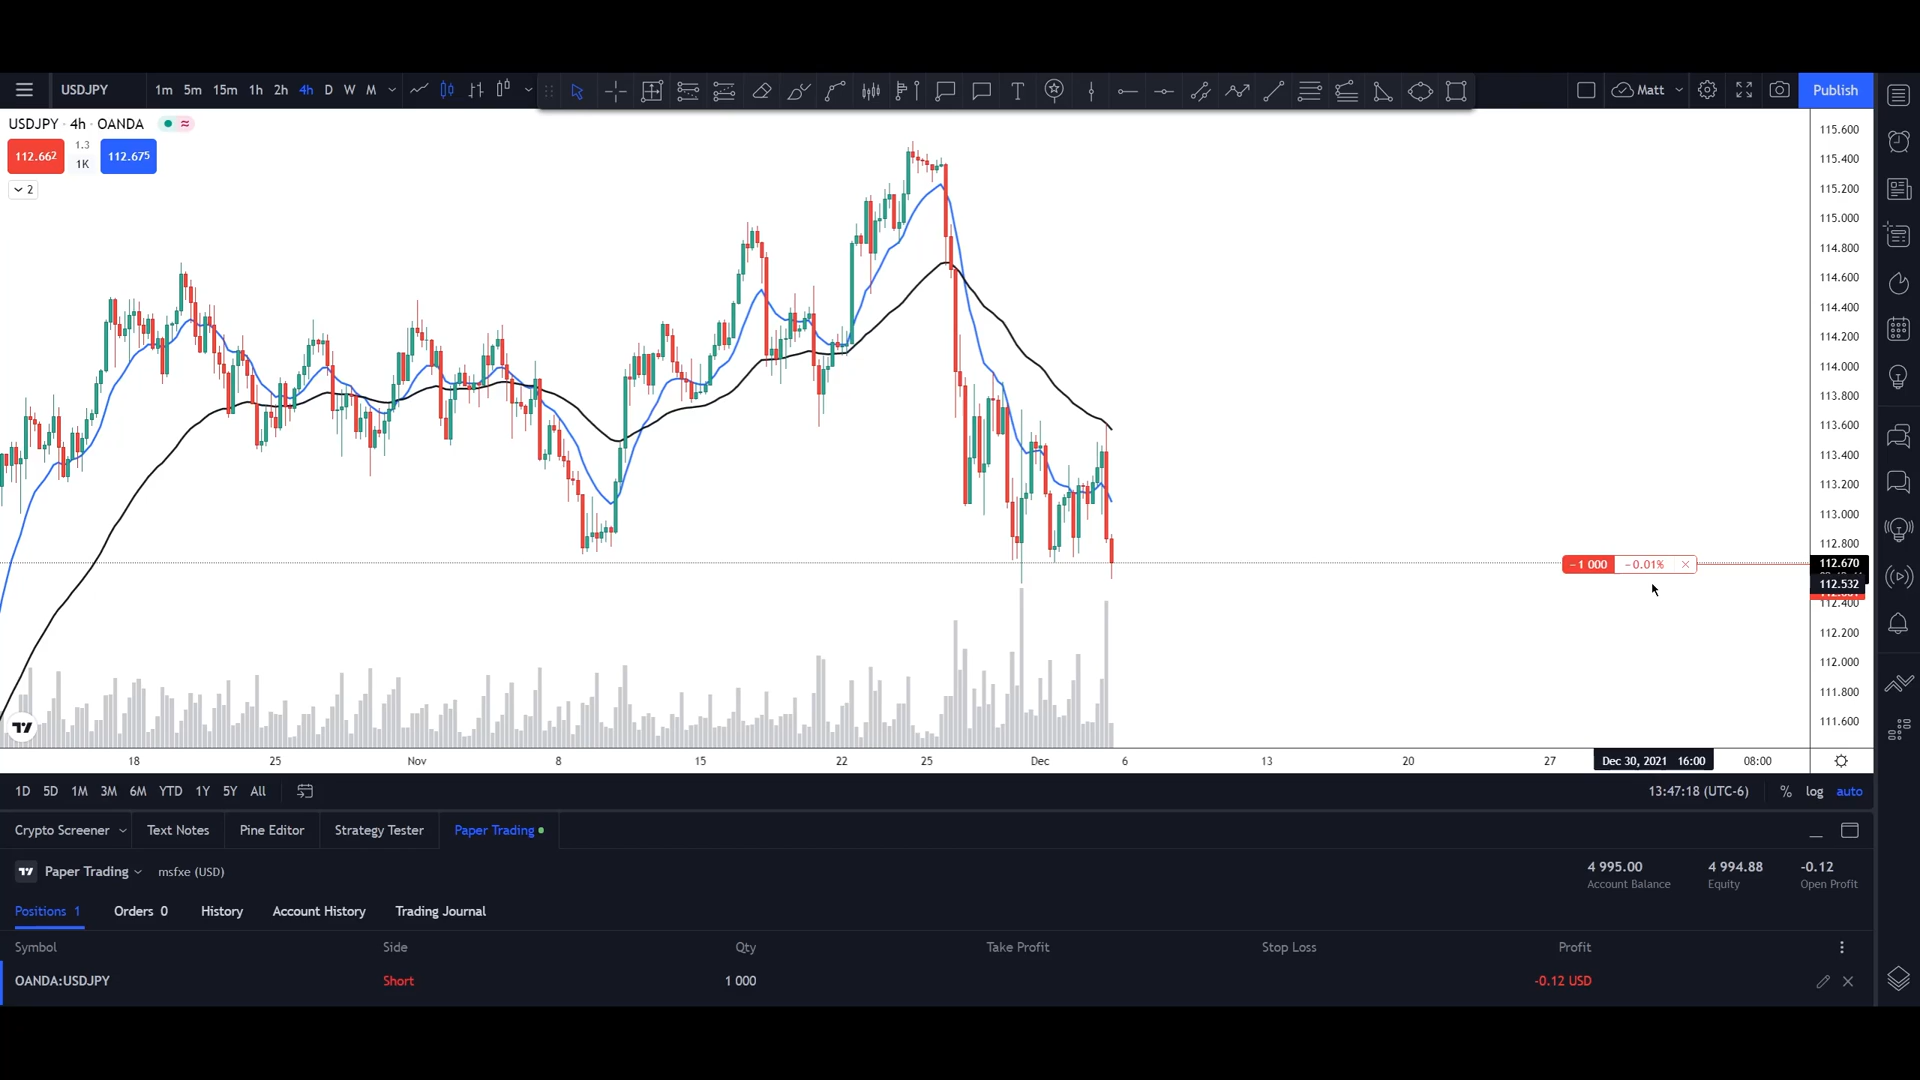 USDJPY 1m 5m 15m 1h 2h 4h D W M Matt Publish
USDJPY · 4h · OANDA
112.662 1.3 1K 112.675
2
115.600
115.400
115.200
115.000
114.800
114.600
114.400
114.200
114.000
113.800
113.600
113.400
113.200
113.000
112.800
−1 000 −0.01% 112.670
112.532
112.400
112.200
112.000
111.800
111.600
18 25 Nov 8 15 22 25 Dec 6 13 20 27 Dec 30, 2021 16:00 08:00
1D 5D 1M 3M 6M YTD 1Y 5Y All 13:47:18 (UTC-6) % log auto
Crypto Screener Text Notes Pine Editor Strategy Tester Paper Trading
Paper Trading msfxe (USD) 4 995.00 4 994.88 -0.12
Account Balance Equity Open Profit
Positions 1 Orders 0 History Account History Trading Journal
Symbol Side Qty Take Profit Stop Loss Profit
OANDA:USDJPY Short 1 000 -0.12 USD